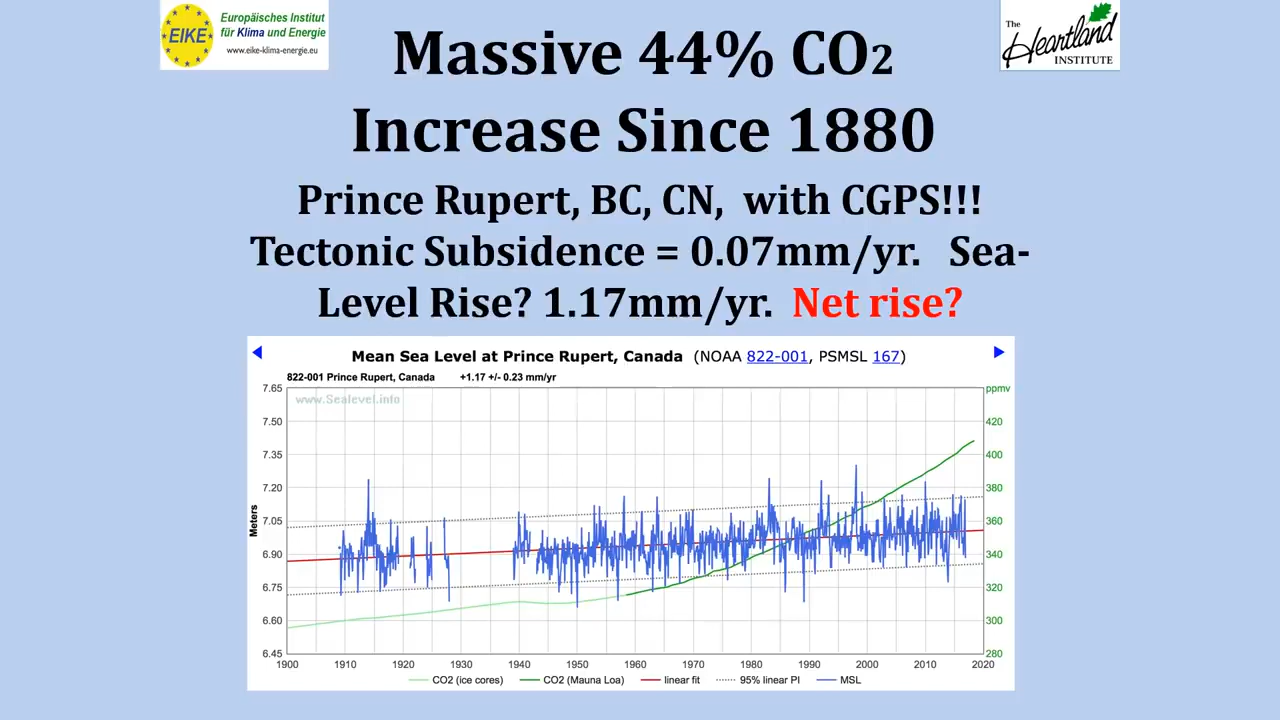 EIKE
Europäisches Institut
für Klima und Energie
www.eike-klima-energie.eu
The
Heartland
INSTITUTE
Massive 44% CO2
Increase Since 1880
Prince Rupert, BC, CN, with CGPS!!!
Tectonic Subsidence = 0.07mm/yr. Sea-
Level Rise? 1.17mm/yr. Net rise?
Mean Sea Level at Prince Rupert, Canada (NOAA 822-001, PSMSL 167)
822-001 Prince Rupert, Canada +1.17 +/- 0.23 mm/yr
www.Sealevel.info
ppmv
7.65
7.50 420
7.35 400
7.20 380
7.05 360
Meters
6.90 340
6.75 320
6.60 300
6.45 280
1900 1910 1920 1930 1940 1950 1960 1970 1980 1990 2000 2010 2020
CO2 (ice cores) CO2 (Mauna Loa) linear fit 95% linear PI MSL